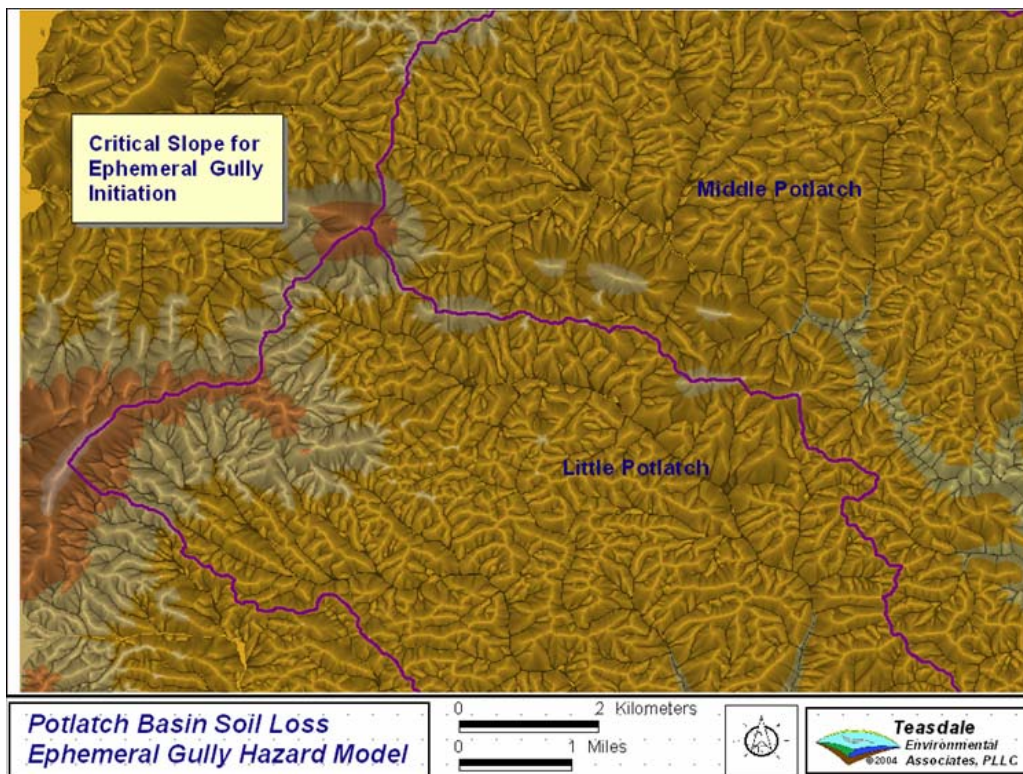 Critical Slope for
Ephemeral Gully
Initiation
Middle Potlatch
Little Potlatch
Potlatch Basin Soil Loss
Ephemeral Gully Hazard Model
0 2 Kilometers
0 1 Miles
Teasdale
Environmental
©2004 Associates, PLLC